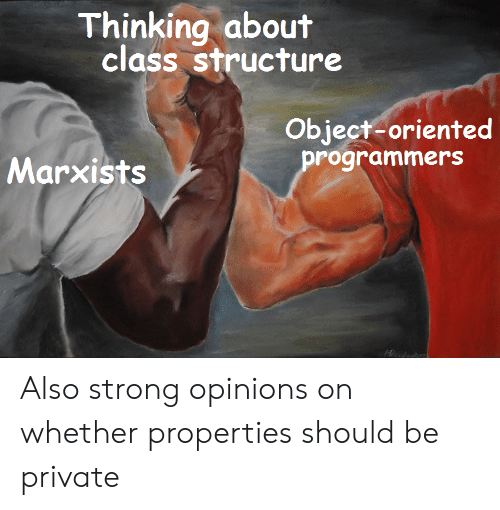 Thinking about
class structure
Object-oriented
programmers
Marxists
Also strong opinions on
whether properties should be
private